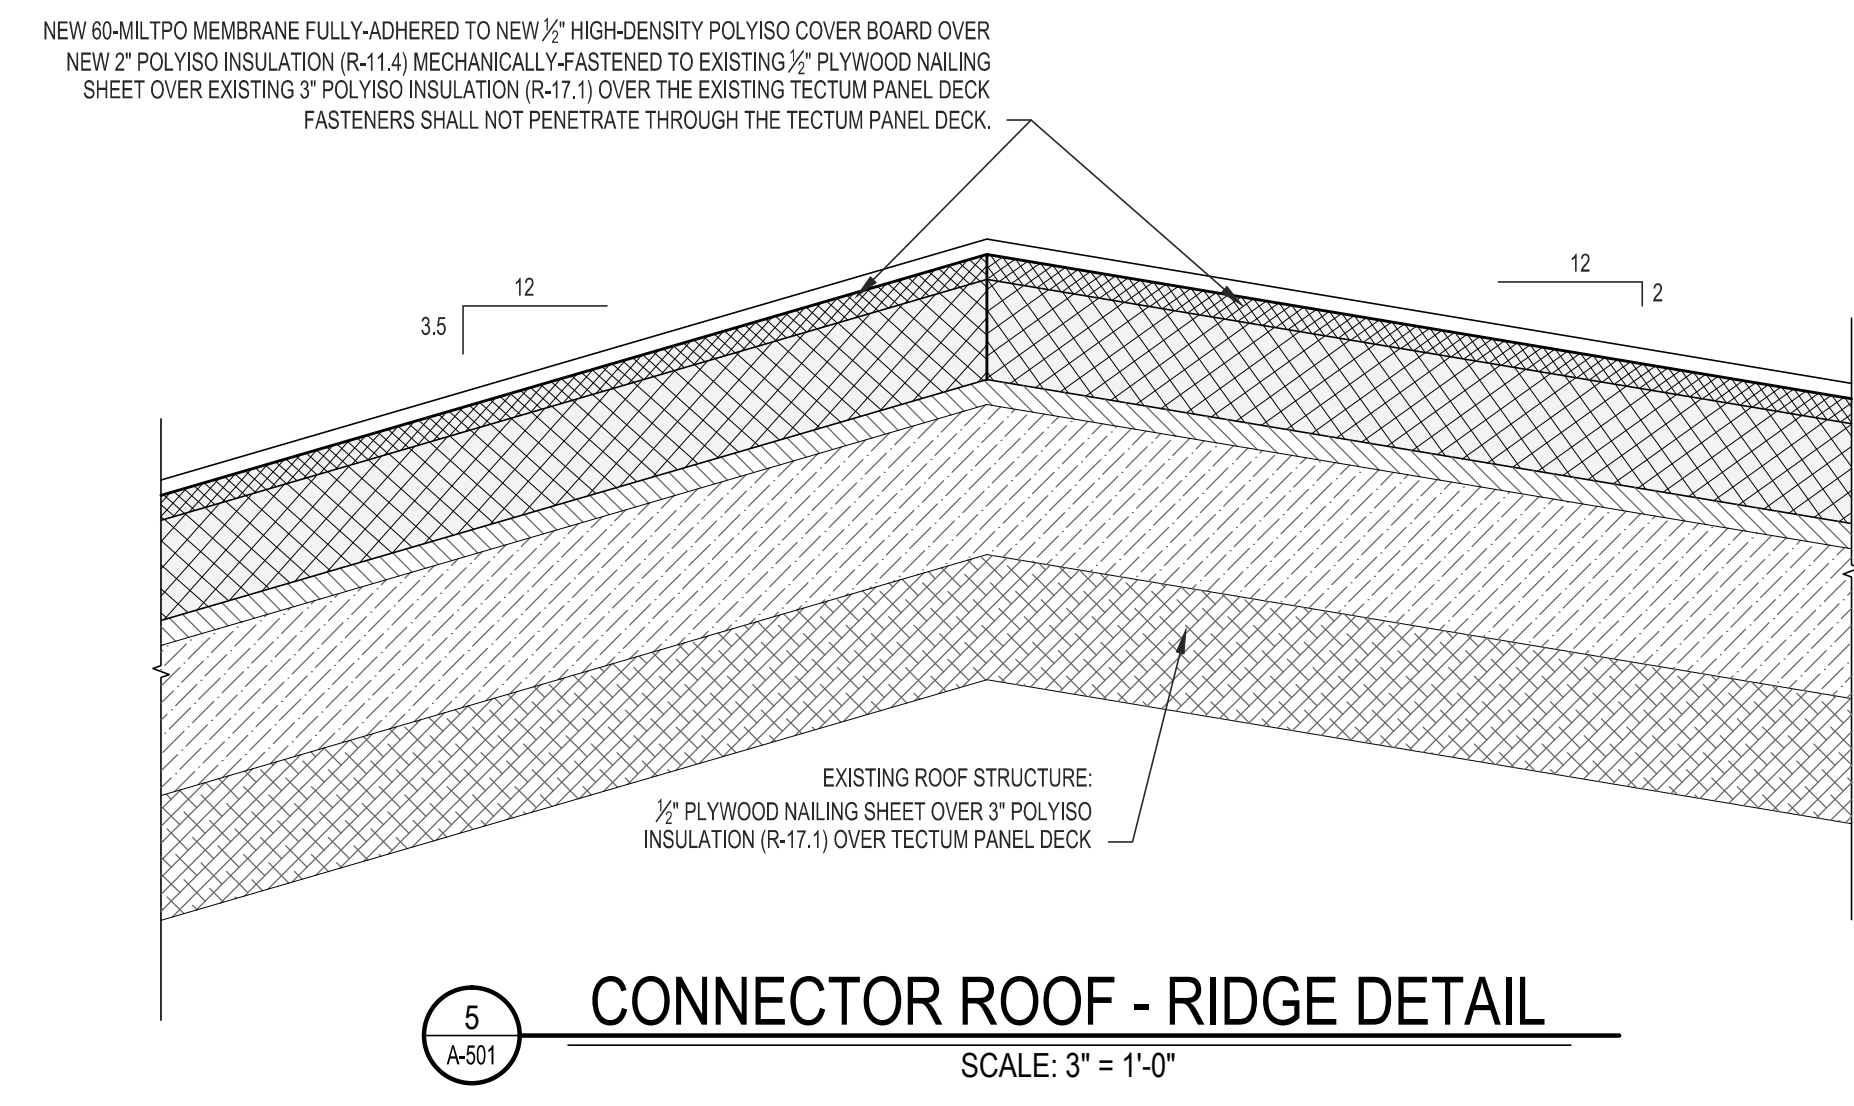 NEW 60-MILTPO MEMBRANE FULLY-ADHERED TO NEW ½" HIGH-DENSITY POLYISO COVER BOARD OVER
NEW 2" POLYISO INSULATION (R-11.4) MECHANICALLY-FASTENED TO EXISTING ½" PLYWOOD NAILING
SHEET OVER EXISTING 3" POLYISO INSULATION (R-17.1) OVER THE EXISTING TECTUM PANEL DECK
FASTENERS SHALL NOT PENETRATE THROUGH THE TECTUM PANEL DECK.
12
3.5
12
2
EXISTING ROOF STRUCTURE:
½" PLYWOOD NAILING SHEET OVER 3" POLYISO
INSULATION (R-17.1) OVER TECTUM PANEL DECK
5
A-501
CONNECTOR ROOF - RIDGE DETAIL
SCALE: 3" = 1'-0"